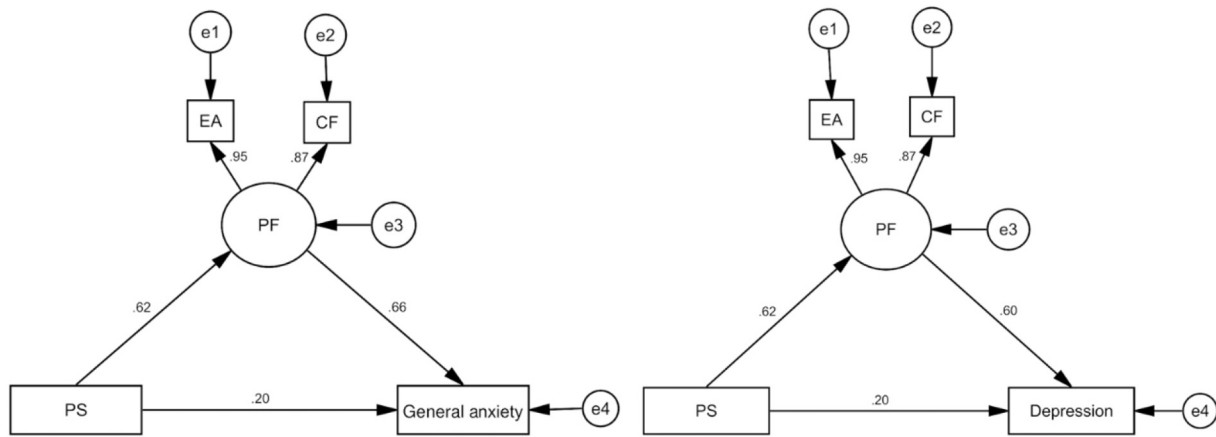 e1
e2
EA
CF
.95
.87
PF
e3
.62
.66
PS
.20
General anxiety
e4
e1
e2
EA
CF
.95
.87
PF
e3
.62
.60
PS
.20
Depression
e4